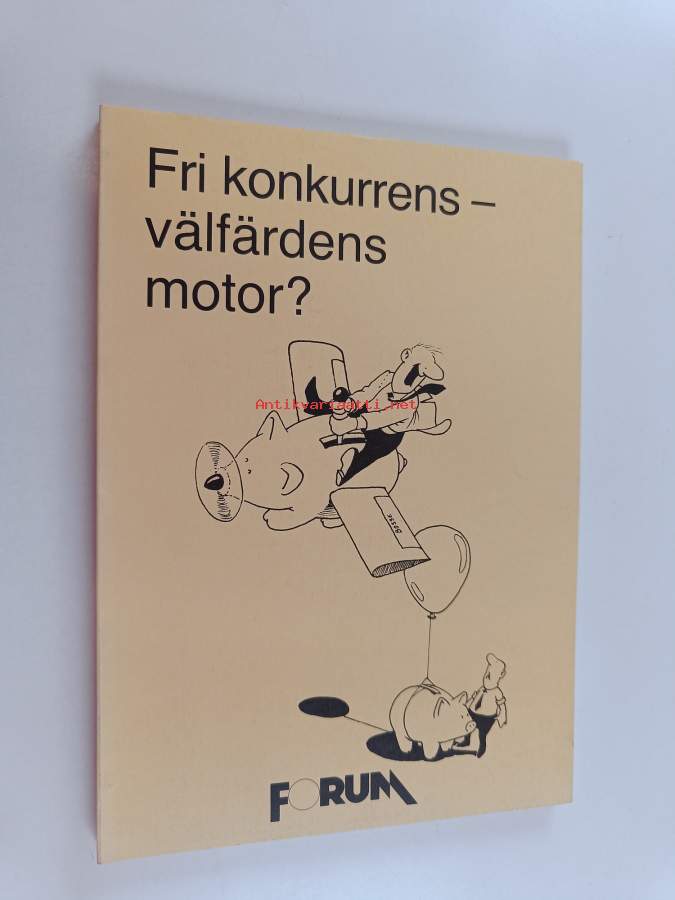 Fri konkurrens –
välfärdens
motor?
Antikvariaatti.net
FORUM